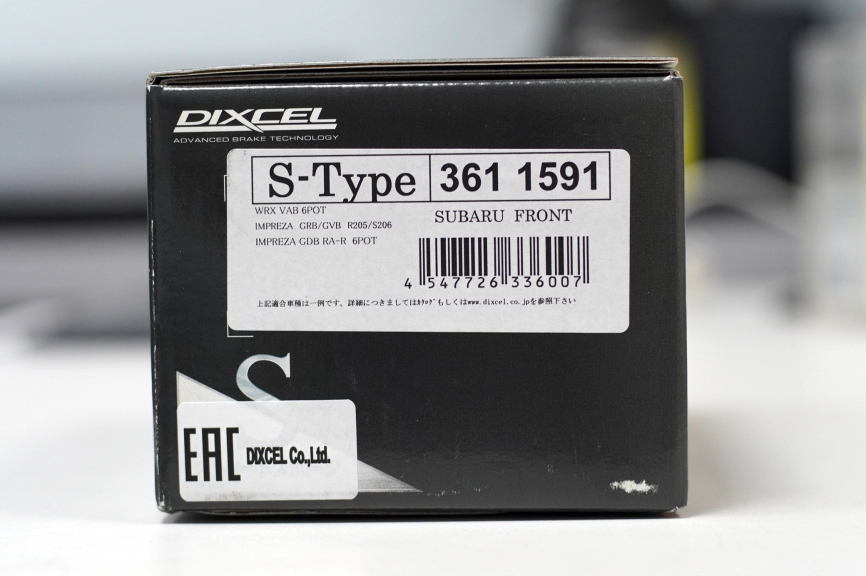 DIXCEL
ADVANCED BRAKE TECHNOLOGY
S-Type 361 1591
WRX VAB 6POT
SUBARU FRONT
IMPREZA GRB/GVB R205/S206
IMPREZA GDB RA-R 6POT
4 547726 336007
上記適合車種は一例です。詳細につきましてはｶﾀﾛｸﾞもしくはwww.dixcel.co.jpを参照下さい
S
EAC DIXCEL Co.,Ltd.